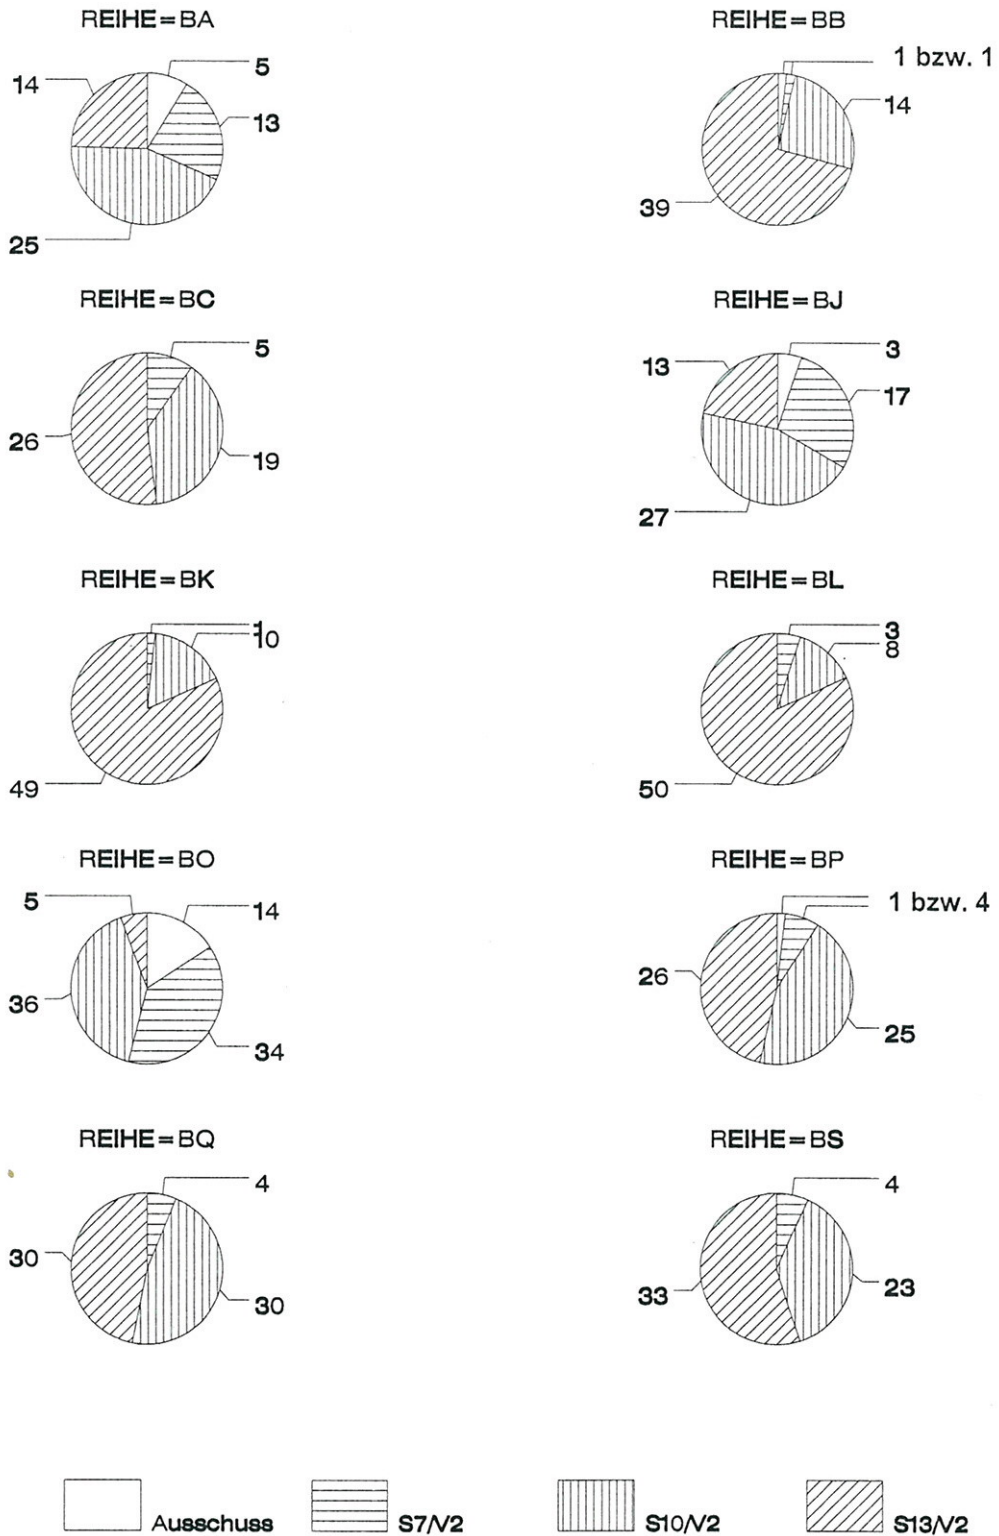 REIHE=BA
5
14
13
25
REIHE=BB
1 bzw. 1
14
39
REIHE=BC
5
26
19
REIHE=BJ
3
13
17
27
REIHE=BK
1
10
49
REIHE=BL
3
8
50
REIHE=BO
5
14
36
34
REIHE=BP
1 bzw. 4
26
25
REIHE=BQ
4
30
30
REIHE=BS
4
33
23
Ausschuss S7/V2 S10/V2 S13/V2